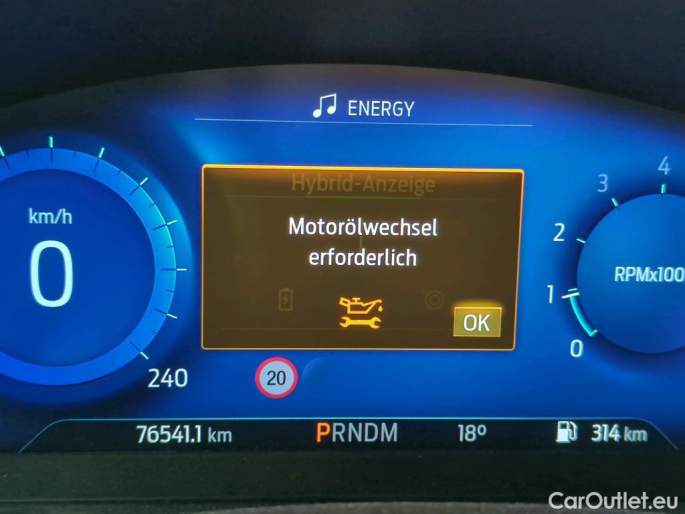 ENERGY
Hybrid-Anzeige
km/h
0
240
Motorölwechsel
erforderlich
OK
4
3
2
1
0
RPMx100
20
76541.1 km
PRNDM
18°
314 km
CarOutlet.eu